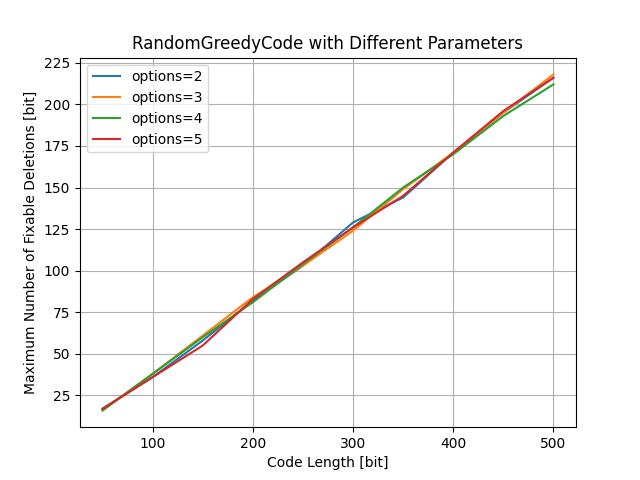 RandomGreedyCode with Different Parameters
Maximum Number of Fixable Deletions [bit]
225
200
175
150
125
100
75
50
25
options=2
options=3
options=4
options=5
100 200 300 400 500
Code Length [bit]